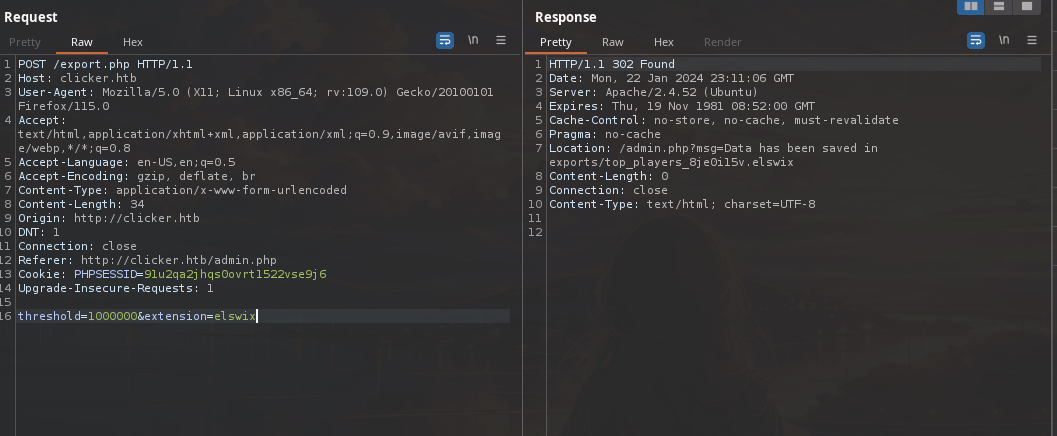 Request
Pretty Raw Hex \n
1 POST /export.php HTTP/1.1
2 Host: clicker.htb
3 User-Agent: Mozilla/5.0 (X11; Linux x86_64; rv:109.0) Gecko/20100101
Firefox/115.0
4 Accept:
text/html,application/xhtml+xml,application/xml;q=0.9,image/avif,imag
e/webp,*/*;q=0.8
5 Accept-Language: en-US,en;q=0.5
6 Accept-Encoding: gzip, deflate, br
7 Content-Type: application/x-www-form-urlencoded
8 Content-Length: 34
9 Origin: http://clicker.htb
10 DNT: 1
11 Connection: close
12 Referer: http://clicker.htb/admin.php
13 Cookie: PHPSESSID=91u2qa2jhqs0ovrt1522vse9j6
14 Upgrade-Insecure-Requests: 1
15
16 threshold=1000000&extension=elswix
Response
Pretty Raw Hex Render \n
1 HTTP/1.1 302 Found
2 Date: Mon, 22 Jan 2024 23:11:06 GMT
3 Server: Apache/2.4.52 (Ubuntu)
4 Expires: Thu, 19 Nov 1981 08:52:00 GMT
5 Cache-Control: no-store, no-cache, must-revalidate
6 Pragma: no-cache
7 Location: /admin.php?msg=Data has been saved in
exports/top_players_8je0i15v.elswix
8 Content-Length: 0
9 Connection: close
10 Content-Type: text/html; charset=UTF-8
11
12